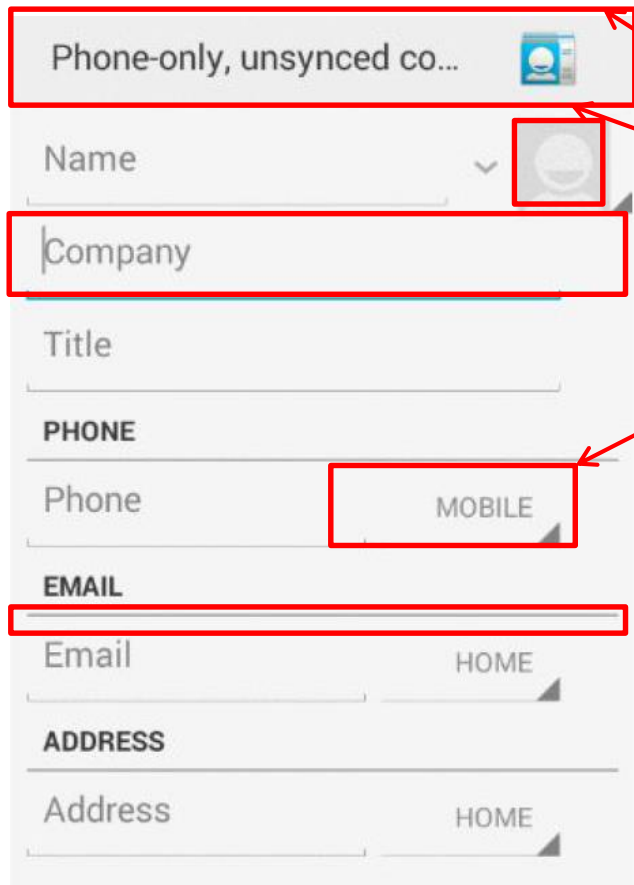 Phone-only, unsynced co...
Name
Company
Title
PHONE
Phone MOBILE
EMAIL
Email HOME
ADDRESS
Address HOME